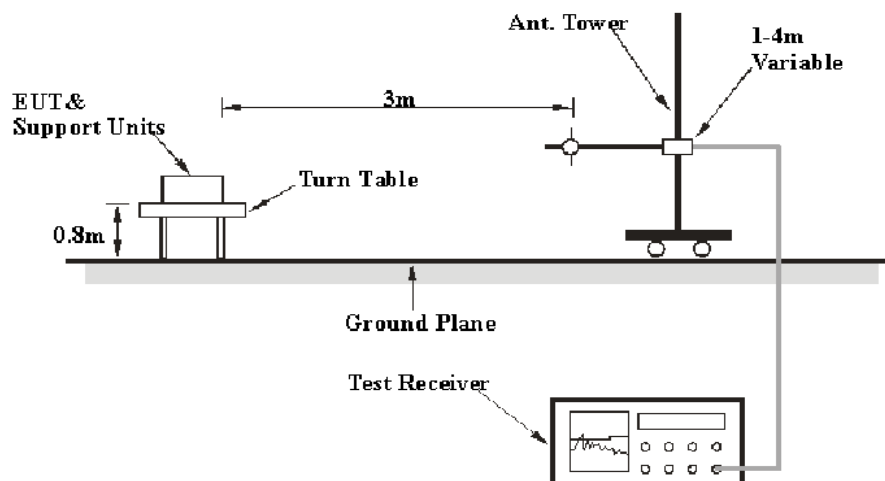 Ant. Tower
1-4m
Variable
3m
EUT &
Support Units
Turn Table
0.8m
Ground Plane
Test Receiver